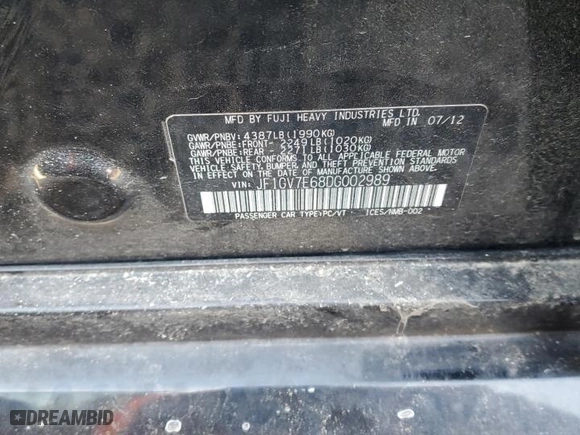 MFD BY FUJI HEAVY INDUSTRIES LTD.
MFD IN 07/12
GVWR/PNBV: 4387LB(1990KG)
GAWR/PNBE:FRONT- 2249LB(1020KG)
GAWR/PNBE:REAR - 2271LB(1030KG)
THIS VEHICLE CONFORMS TO ALL APPLICABLE FEDERAL MOTOR
VEHICLE SAFETY,BUMPER, AND THEFT PREVENTION STANDARDS
IN EFFECT ON THE DATE OF MANUFACTURE SHOWN ABOVE.
VIN: JF1GV7E68DG002989
PASSENGER CAR TYPE:PC/VT ICES/NMB-002
DREAMBID